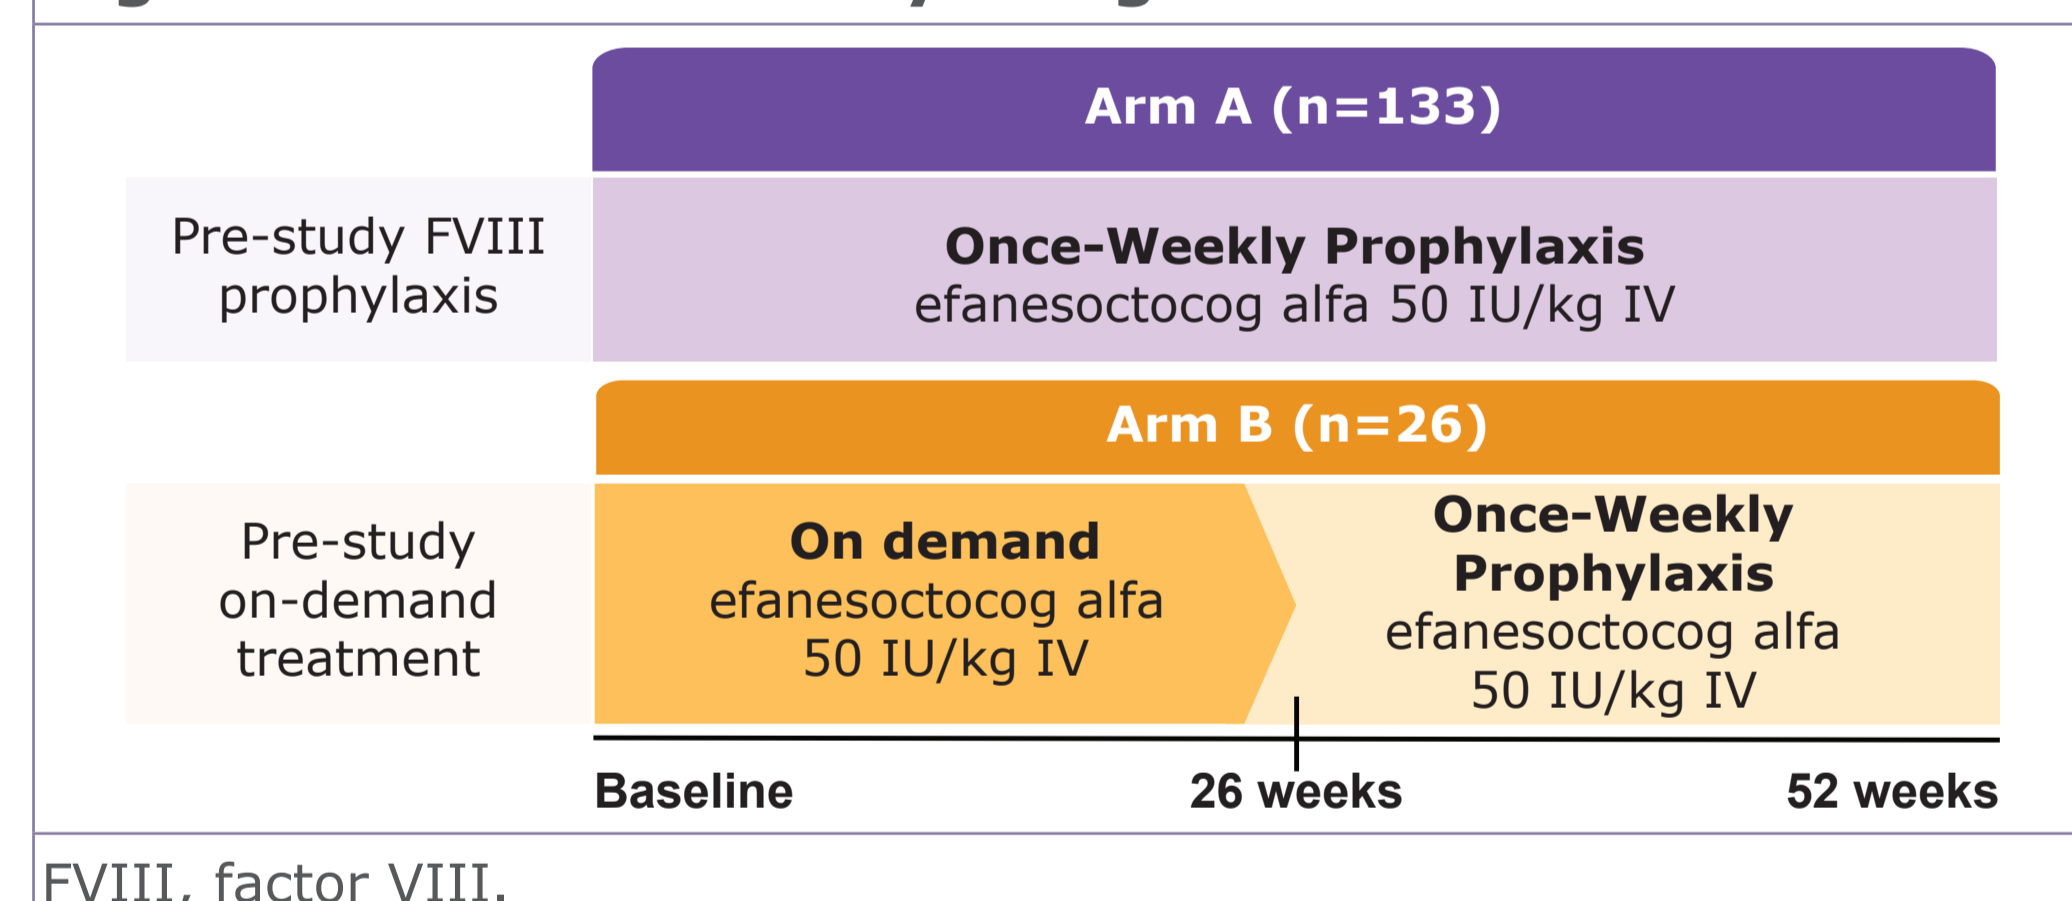 Arm A (n=133)
Pre-study FVIII
prophylaxis
Once-Weekly Prophylaxis
efanesoctocog alfa 50 IU/kg IV
Arm B (n=26)
Pre-study
on-demand
treatment
On demand
efanesoctocog alfa
50 IU/kg IV
Once-Weekly
Prophylaxis
efanesoctocog alfa
50 IU/kg IV
Baseline
26 weeks
52 weeks
FVIII, factor VIII.